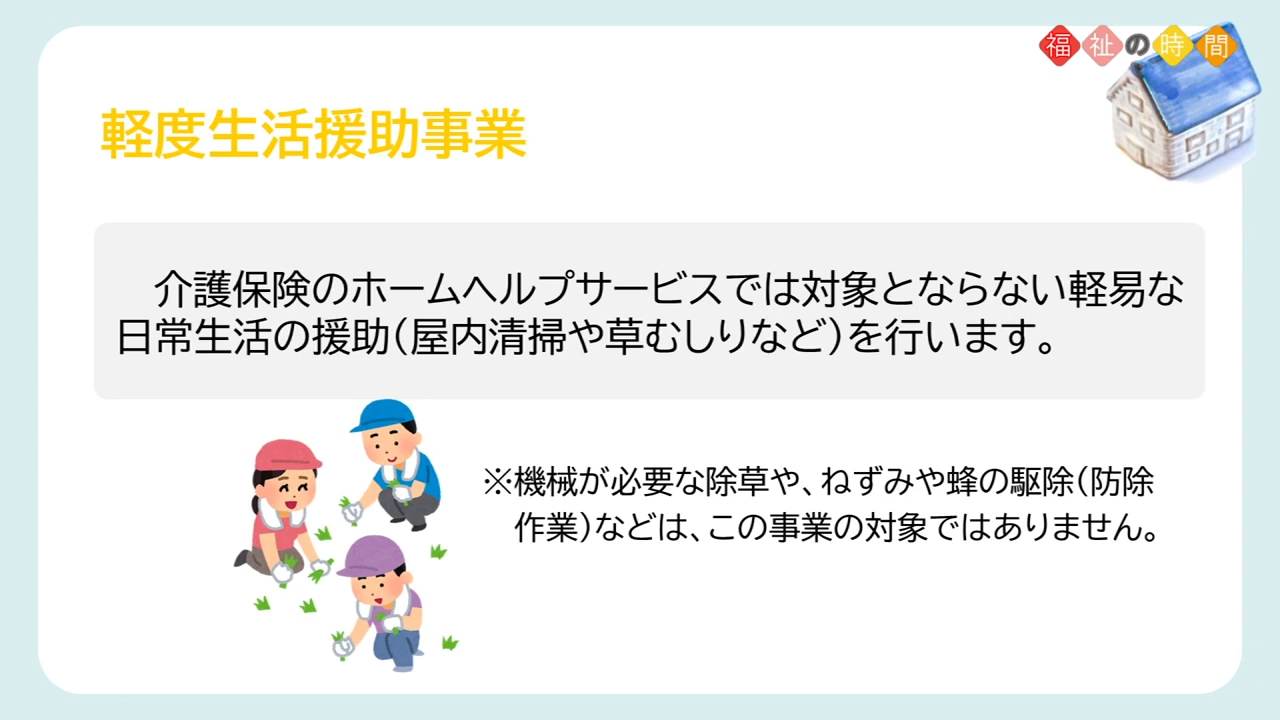 福祉の時間
軽度生活援助事業
介護保険のホームヘルプサービスでは対象とならない軽易な
日常生活の援助（屋内清掃や草むしりなど）を行います。
※機械が必要な除草や、ねずみや蜂の駆除（防除
作業）などは、この事業の対象ではありません。